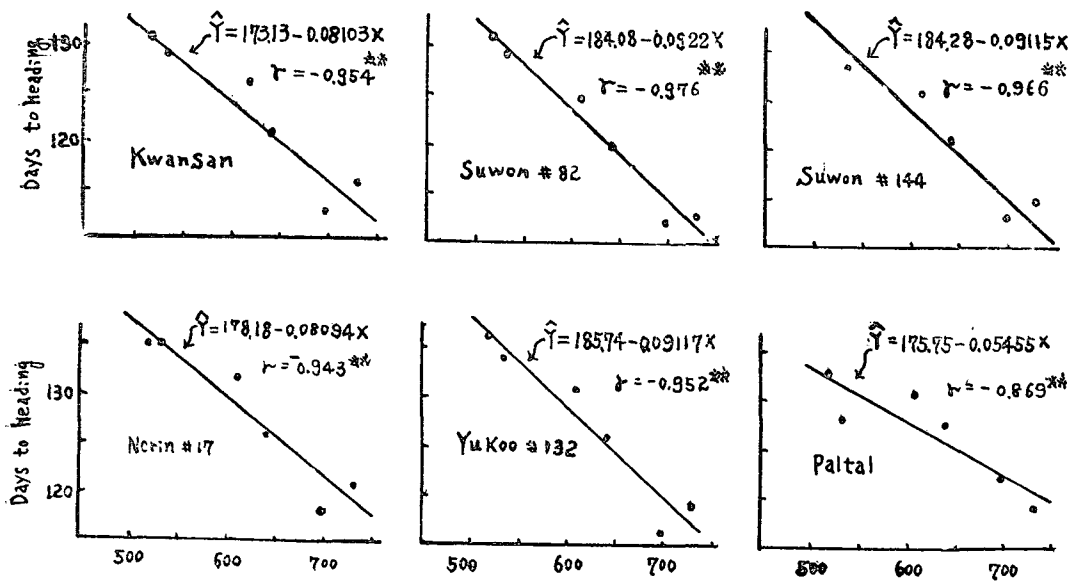 Days to heading
130
120
Ŷ=173.13-0.08103X
r=-0.954**
KwanSan
Ŷ=184.08-0.0922X
r=-0.976**
Suwon #82
Ŷ=184.28-0.09115X
r=-0.966**
Suwon #144
Days to heading
130
120
Ŷ=178.18-0.08094X
r=-0.943**
Norin #17
500 600 700
Ŷ=185.74-0.09117X
r=-0.952**
YuKoo #132
500 600 700
Ŷ=175.75-0.05455X
r=-0.869**
Paltal
500 600 700